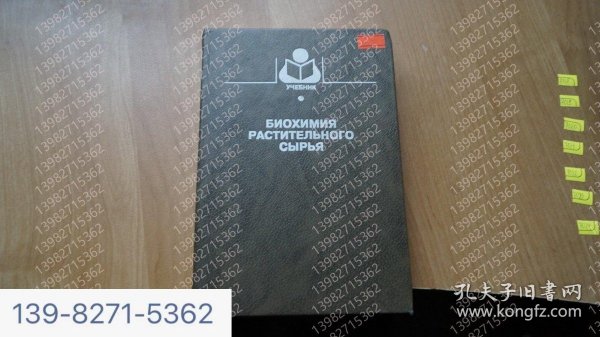 УЧЕБНИК
БИОХИМИЯ
РАСТИТЕЛЬНОГО
СЫРЬЯ
139-8271-5362
13982715362
孔夫子旧书网
www.kongfz.com